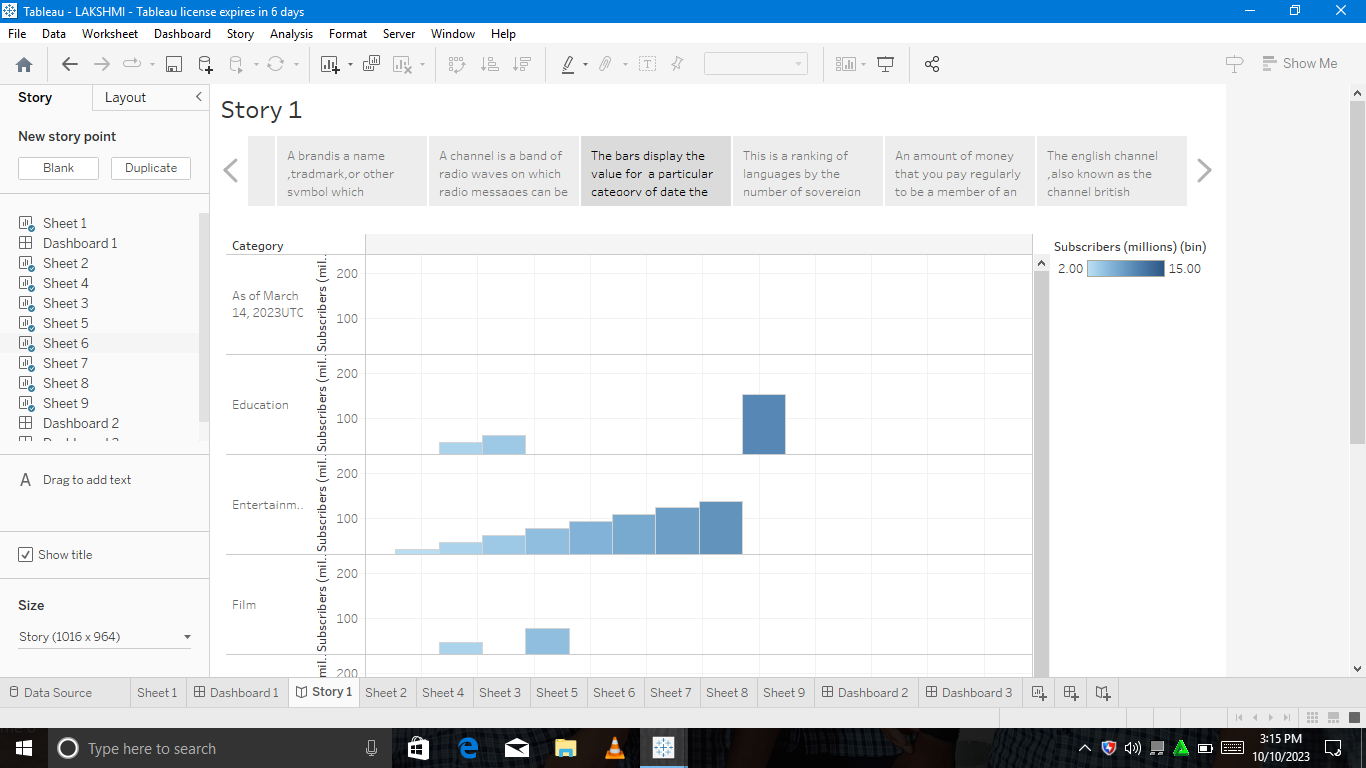 Tableau - LAKSHMI - Tableau license expires in 6 days
File Data Worksheet Dashboard Story Analysis Format Server Window Help
Show Me
Story Layout
New story point
Blank Duplicate
Sheet 1
Dashboard 1
Sheet 2
Sheet 4
Sheet 3
Sheet 5
Sheet 6
Sheet 7
Sheet 8
Sheet 9
Dashboard 2
A Drag to add text
Show title
Size
Story (1016 x 964)
Story 1
A brandis a name
,tradmark,or other
symbol which
A channel is a band of
radio waves on which
radio messages can be
The bars display the
value for a particular
category of date the
This is a ranking of
languages by the
number of sovereign
An amount of money
that you pay regularly
to be a member of an
The english channel
,also known as the
channel british
Category
As of March
14, 2023UTC
Subscribers (mil..
200
100
Education
Subscribers (mil..
200
100
Entertainm..
Subscribers (mil..
200
100
Film
Subscribers (mil..
200
100
mil..
200
Subscribers (millions) (bin)
2.00 15.00
Data Source Sheet 1 Dashboard 1 Story 1 Sheet 2 Sheet 4 Sheet 3 Sheet 5 Sheet 6 Sheet 7 Sheet 8 Sheet 9 Dashboard 2 Dashboard 3
Type here to search
3:15 PM
10/10/2023